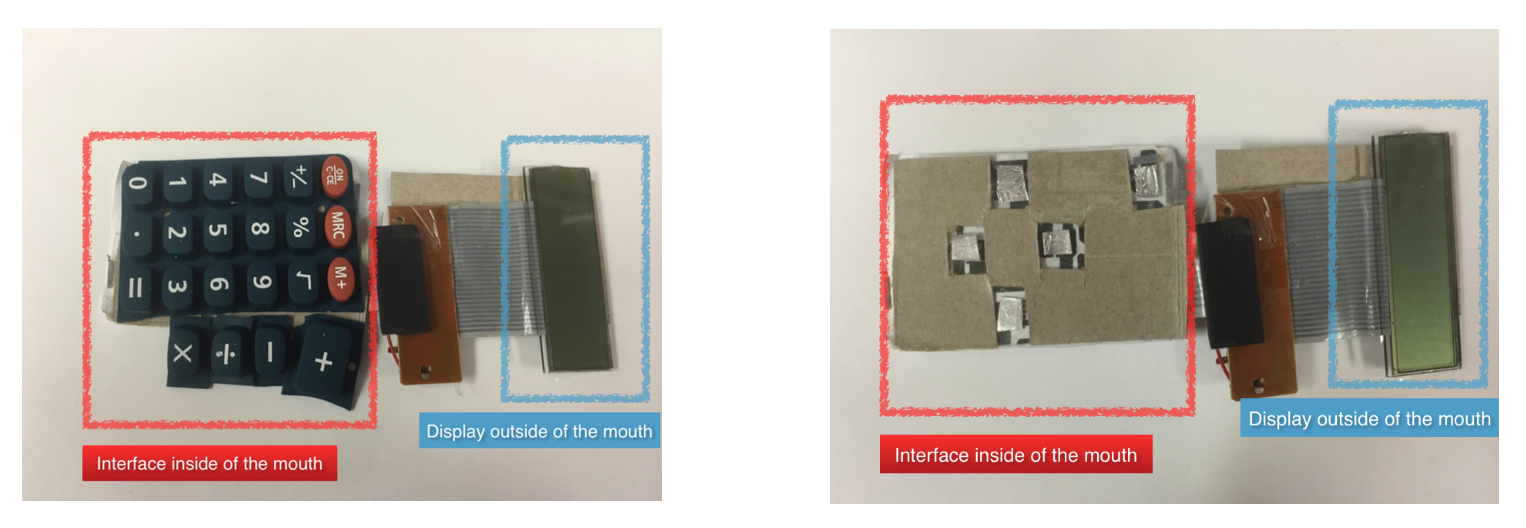 ON
C·CE MRC M+
+/− % √
7 8 9
4 5 6
1 2 3
0 . =
+ − ÷ ×
Display outside of the mouth
Interface inside of the mouth
Display outside of the mouth
Interface inside of the mouth